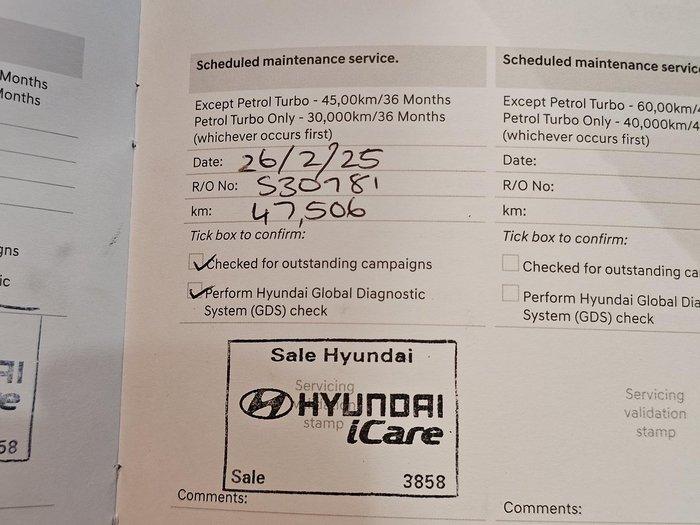 Months
Months
gns
ic
58
Scheduled maintenance service.
Except Petrol Turbo - 45,00km/36 Months
Petrol Turbo Only - 30,000km/36 Months
(whichever occurs first)
Date: 26/2/25
R/O No: S30781
km: 47,506
Tick box to confirm:
Checked for outstanding campaigns
Perform Hyundai Global Diagnostic
System (GDS) check
Sale Hyundai
Servicing
HYUNDAI
stamp
iCare
Sale 3858
Comments:
Scheduled maintenance servic
Except Petrol Turbo - 60,00km/4
Petrol Turbo Only - 40,000km/4
(whichever occurs first)
Date:
R/O No:
km:
Tick box to confirm:
Checked for outstanding ca
Perform Hyundai Global Dia
System (GDS) check
Servicing
validation
stamp
Comments: